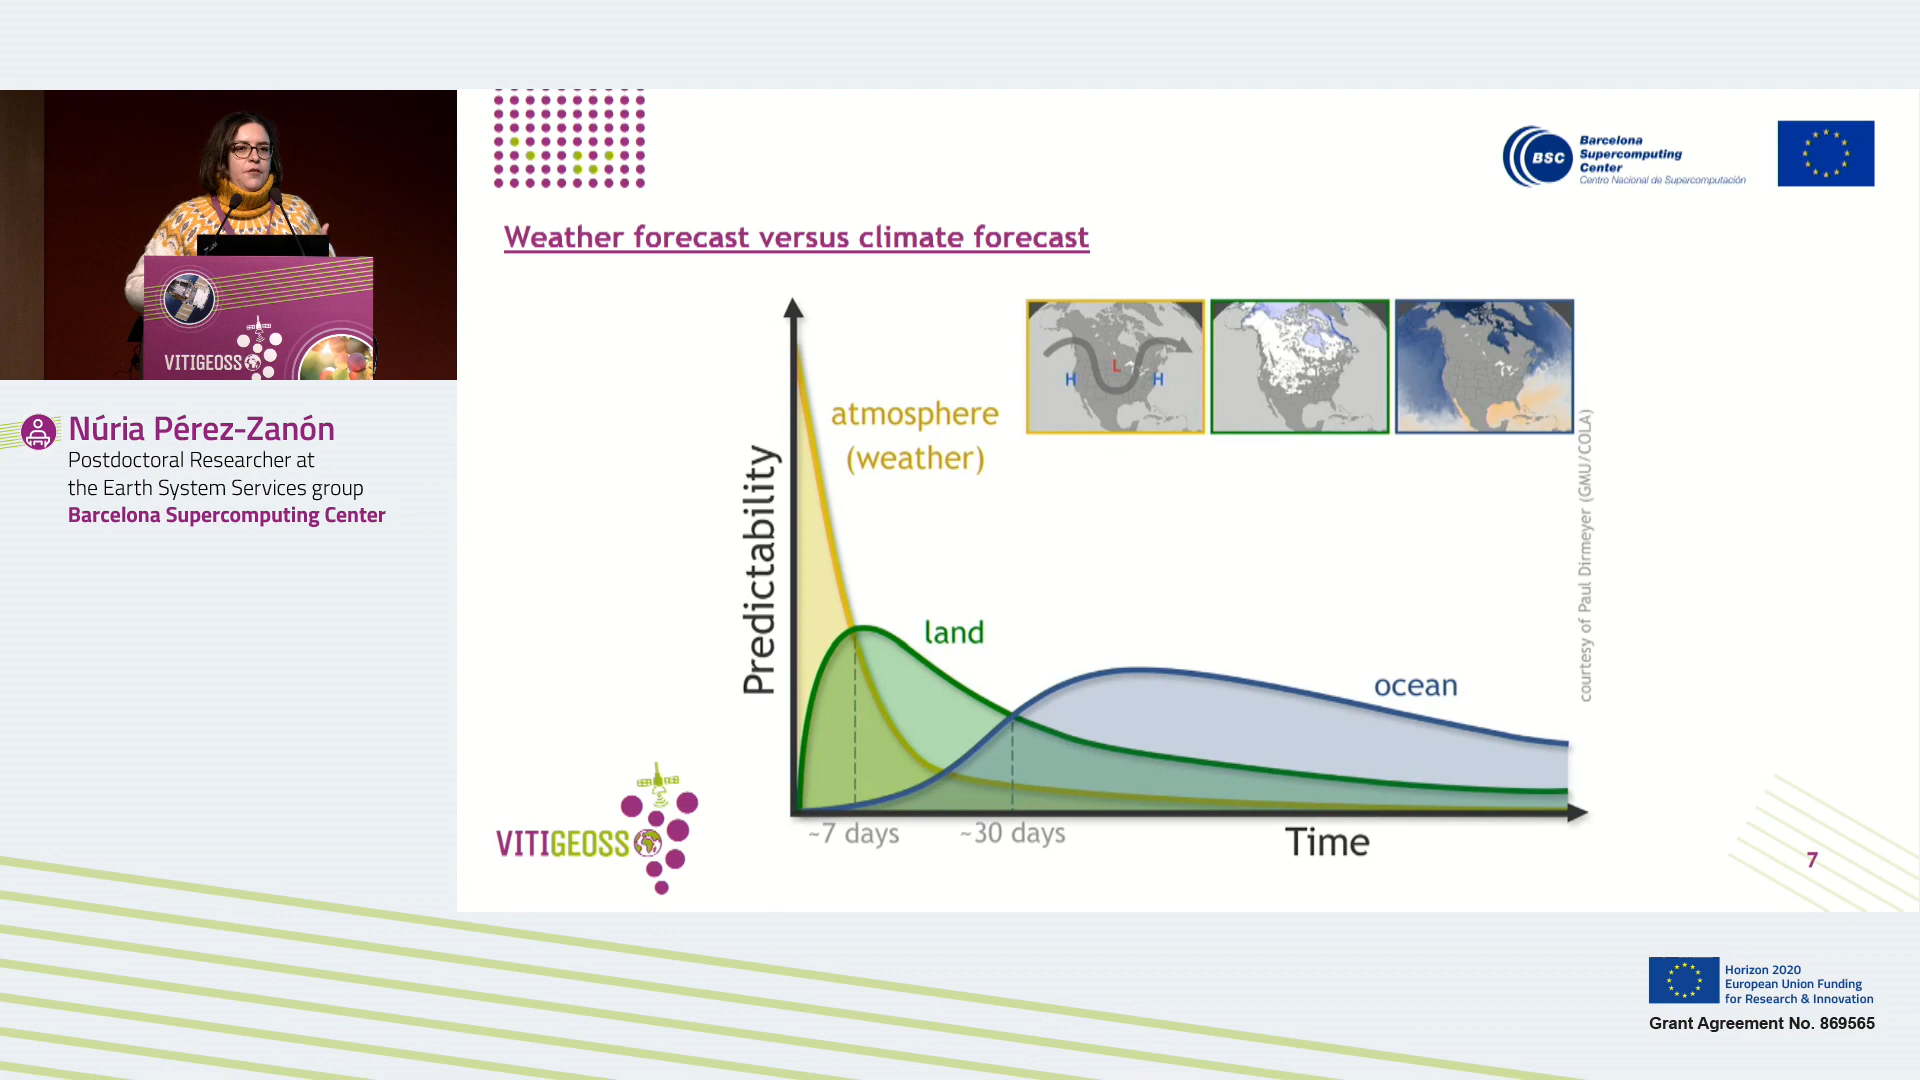 BSC
Barcelona
Supercomputing
Center
Centro Nacional de Supercomputación
Weather forecast versus climate forecast
VITIGEOSS
Núria Pérez-Zanón
Postdoctoral Researcher at
the Earth System Services group
Barcelona Supercomputing Center
Predictability
atmosphere
(weather)
H
L
H
land
ocean
courtesy of Paul Dirmeyer (GMU/COLA)
~7 days
~30 days
Time
VITIGEOSS
7
Horizon 2020
European Union Funding
for Research & Innovation
Grant Agreement No. 869565